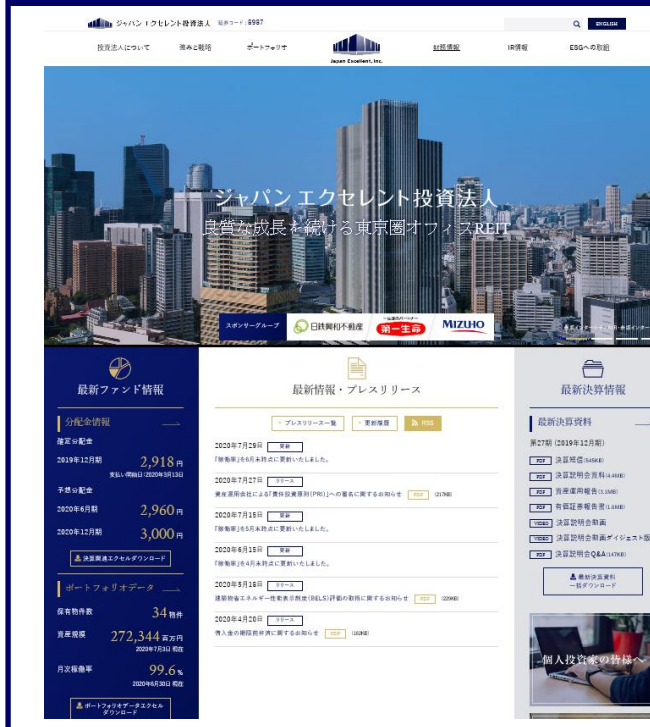 ジャパンエクセレント投資法人 証券コード:8987
ENGLISH
投資法人について 強みと戦略 ポートフォリオ 財務情報 IR情報 ESGへの取組
Japan Excellent, Inc.
ジャパンエクセレント投資法人
良質な成長を続ける東京圏オフィスREIT
スポンサーグループ 日鉄興和不動産 第一生命 MIZUHO
最新ファンド情報
分配金情報
確定分配金
2019年12月期 2,918円
支払い開始日:2020年3月13日
予想分配金
2020年6月期 2,960円
2020年12月期 3,000円
決算関連エクセルダウンロード
ポートフォリオデータ
保有物件数 34物件
資産規模 272,344百万円
2020年7月3日 現在
月次稼働率 99.6%
2020年6月30日 現在
ポートフォリオデータエクセル
ダウンロード
最新情報・プレスリリース
プレスリリース一覧 更新履歴 RSS
2020年7月29日 更新
「稼働率」を6月末時点に更新いたしました。
2020年7月27日 リリース
資産運用会社による「責任投資原則(PRI)」への署名に関するお知らせ PDF (217KB)
2020年7月15日 更新
「稼働率」を5月末時点に更新いたしました。
2020年6月15日 更新
「稼働率」を4月末時点に更新いたしました。
2020年5月18日 リリース
建築物省エネルギー性能表示制度(BELS)評価の取得に関するお知らせ PDF (229KB)
2020年4月20日 リリース
借入金の期限前弁済に関するお知らせ PDF (182KB)
最新決算情報
最新決算資料
第27期 (2019年12月期)
PDF 決算短信(545KB)
PDF 決算説明会資料(4.4MB)
PDF 資産運用報告(3.1MB)
PDF 有価証券報告書(1.8MB)
VIDEO 決算説明会動画
VIDEO 決算説明会動画ダイジェスト版
PDF 決算説明会Q&A(147KB)
最新決算資料
一括ダウンロード
個人投資家の皆様へ